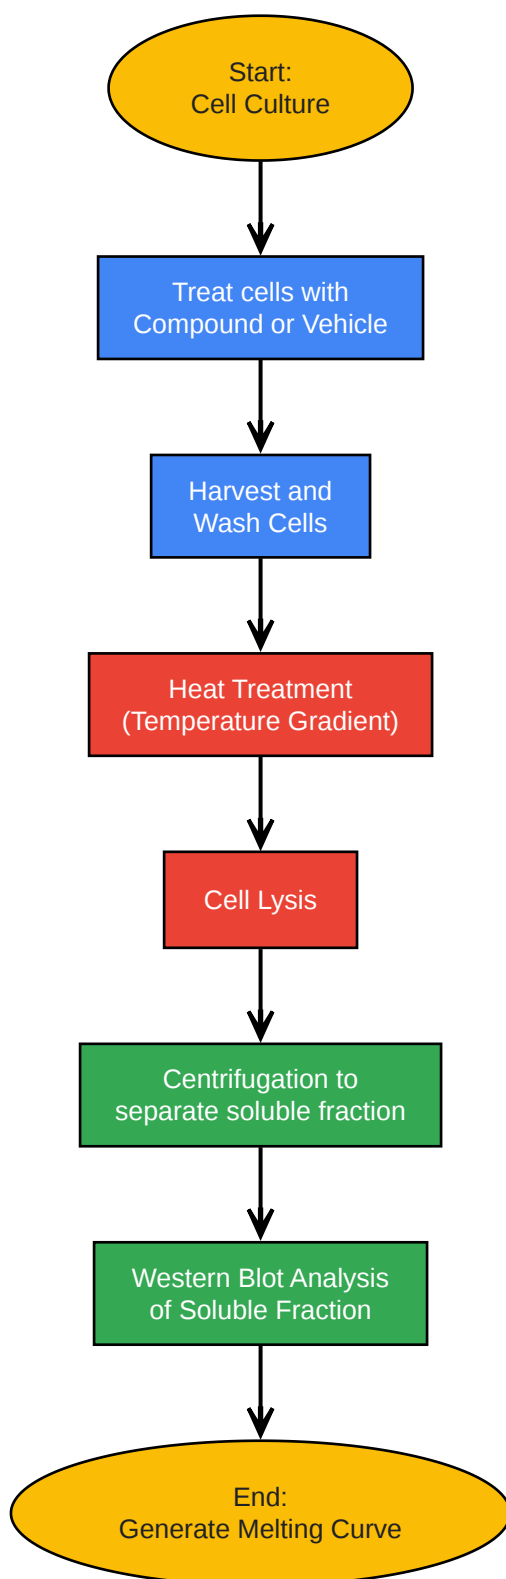 Start:
Cell Culture
Treat cells with
Compound or Vehicle
Harvest and
Wash Cells
Heat Treatment
(Temperature Gradient)
Cell Lysis
Centrifugation to
separate soluble fraction
Western Blot Analysis
of Soluble Fraction
End:
Generate Melting Curve